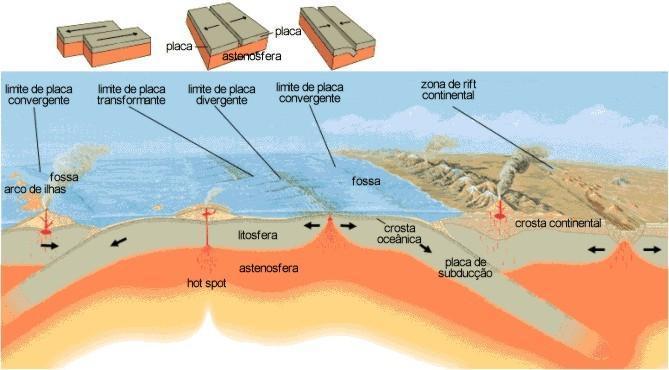 placa
placa
astenosfera
limite de placa
convergente
limite de placa
transformante
limite de placa
divergente
limite de placa
convergente
zona de rift
continental
fossa
arco de ilhas
fossa
crosta
oceânica
crosta continental
litosfera
placa de
subducção
astenosfera
hot spot